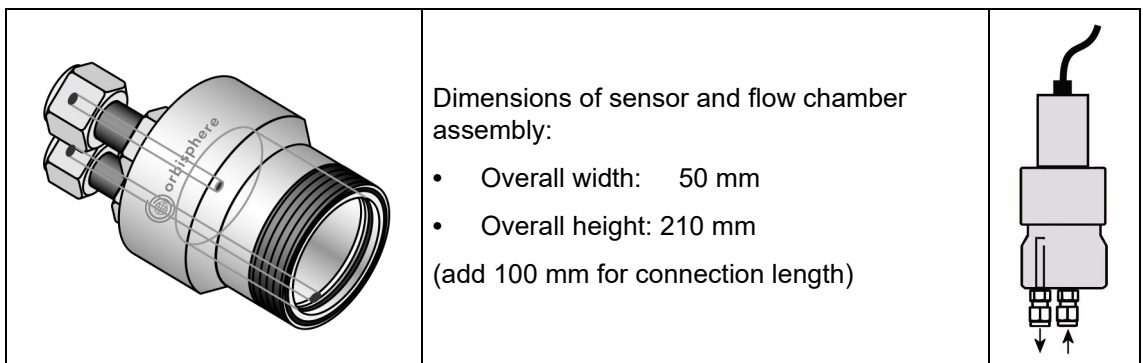 orbisphere
Dimensions of sensor and flow chamber
assembly:
• Overall width: 50 mm
• Overall height: 210 mm
(add 100 mm for connection length)